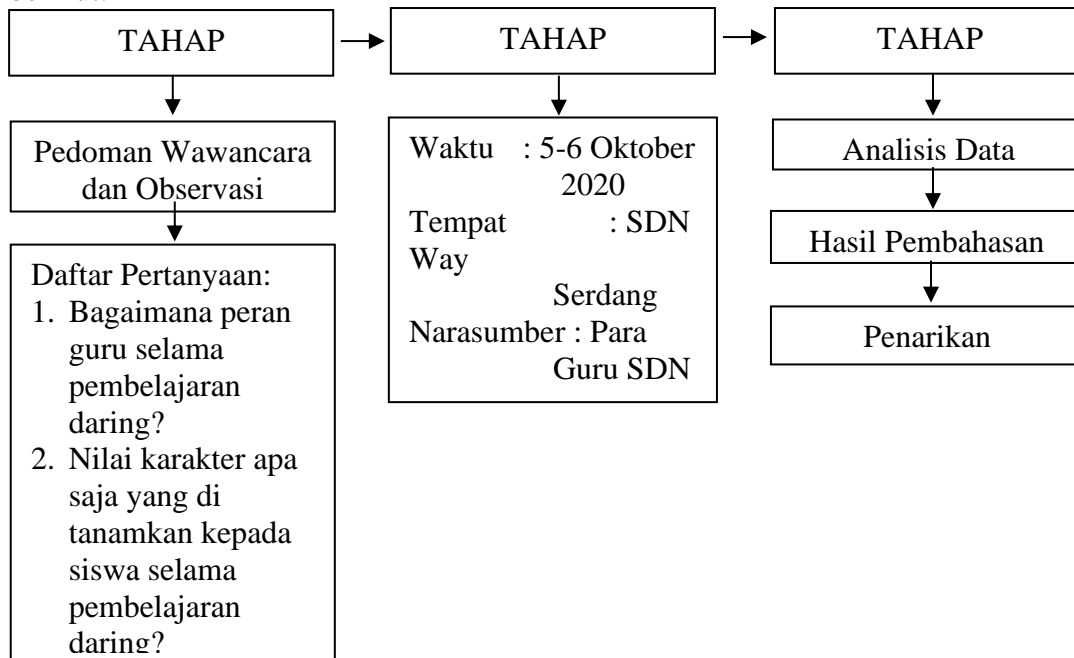 TAHAP
Pedoman Wawancara
dan Observasi
Daftar Pertanyaan:
1. Bagaimana peran
guru selama
pembelajaran
daring?
2. Nilai karakter apa
saja yang di
tanamkan kepada
siswa selama
pembelajaran
daring?
TAHAP
Waktu : 5-6 Oktober
2020
Tempat : SDN
Way
Serdang
Narasumber : Para
Guru SDN
TAHAP
Analisis Data
Hasil Pembahasan
Penarikan